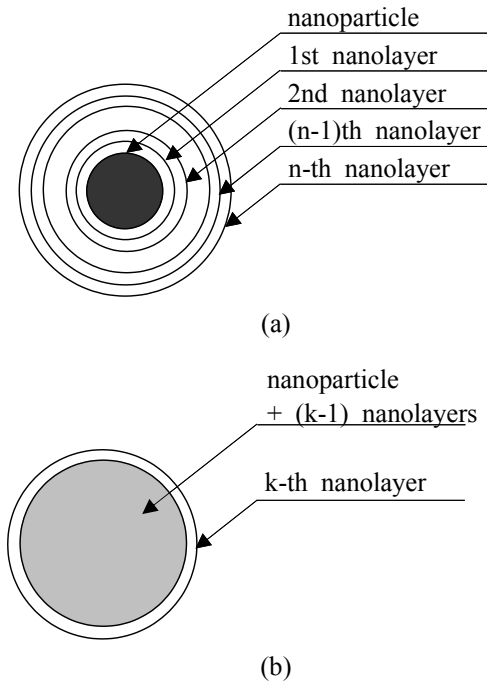 nanoparticle
1st nanolayer
2nd nanolayer
(n-1)th nanolayer
n-th nanolayer
(a)
nanoparticle
+ (k-1) nanolayers
k-th nanolayer
(b)